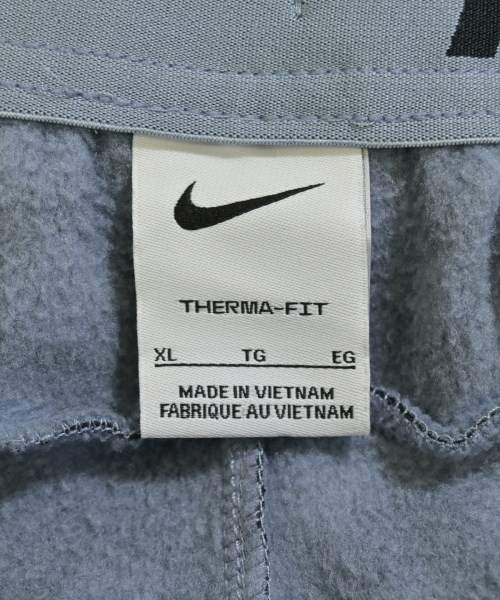 THERMA-FIT
XL TG EG
MADE IN VIETNAM
FABRIQUE AU VIETNAM